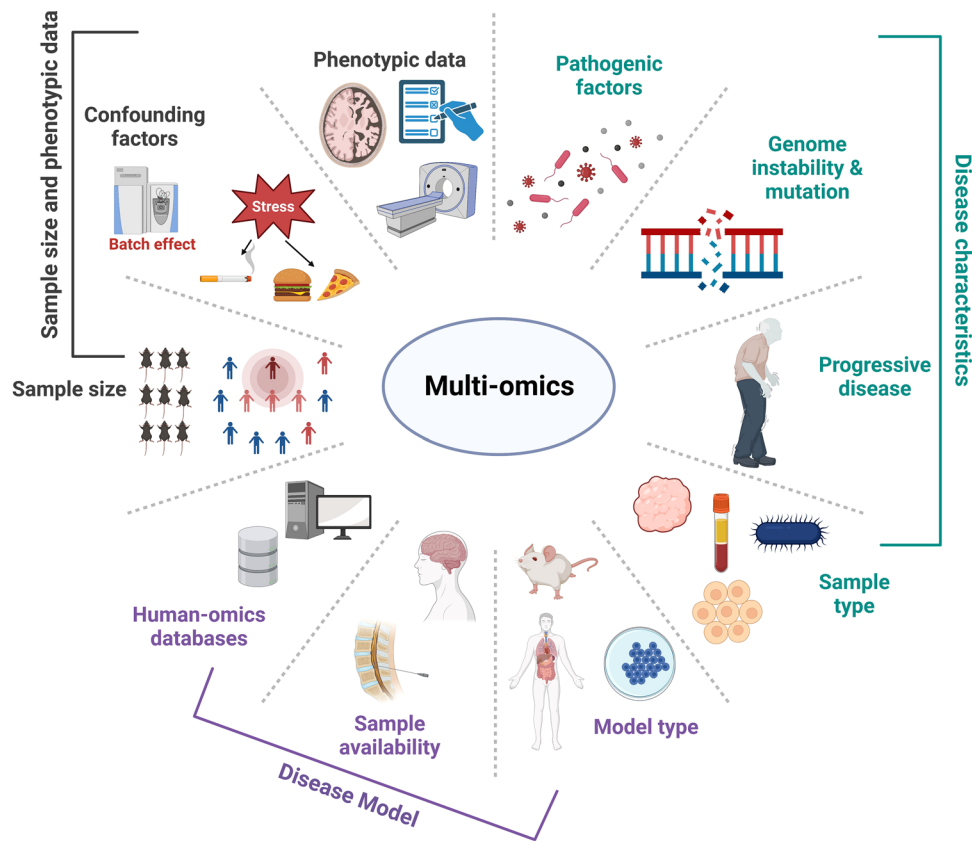 Sample size and phenotypic data
Phenotypic data
Confounding
factors
Batch effect
Stress
Sample size
Pathogenic
factors
Genome
instability &
mutation
Disease characteristics
Progressive
disease
Multi-omics
Sample
type
Human-omics
databases
Sample
availability
Model type
Disease Model